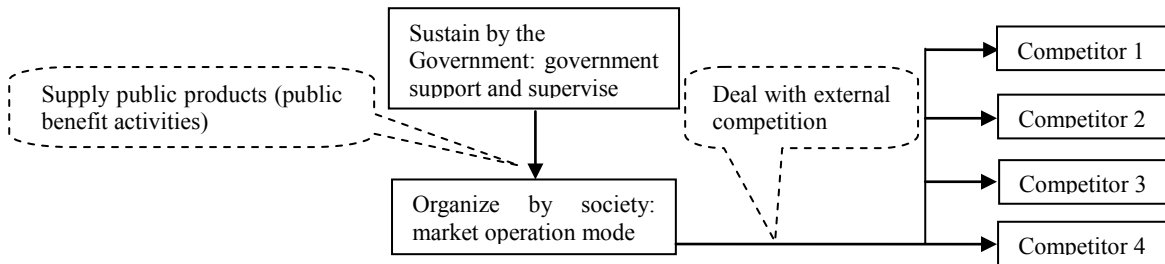 Sustain by the
Government: government
support and supervise
Supply public products (public
benefit activities)
Deal with external
competition
Organize by society:
market operation mode
Competitor 1
Competitor 2
Competitor 3
Competitor 4